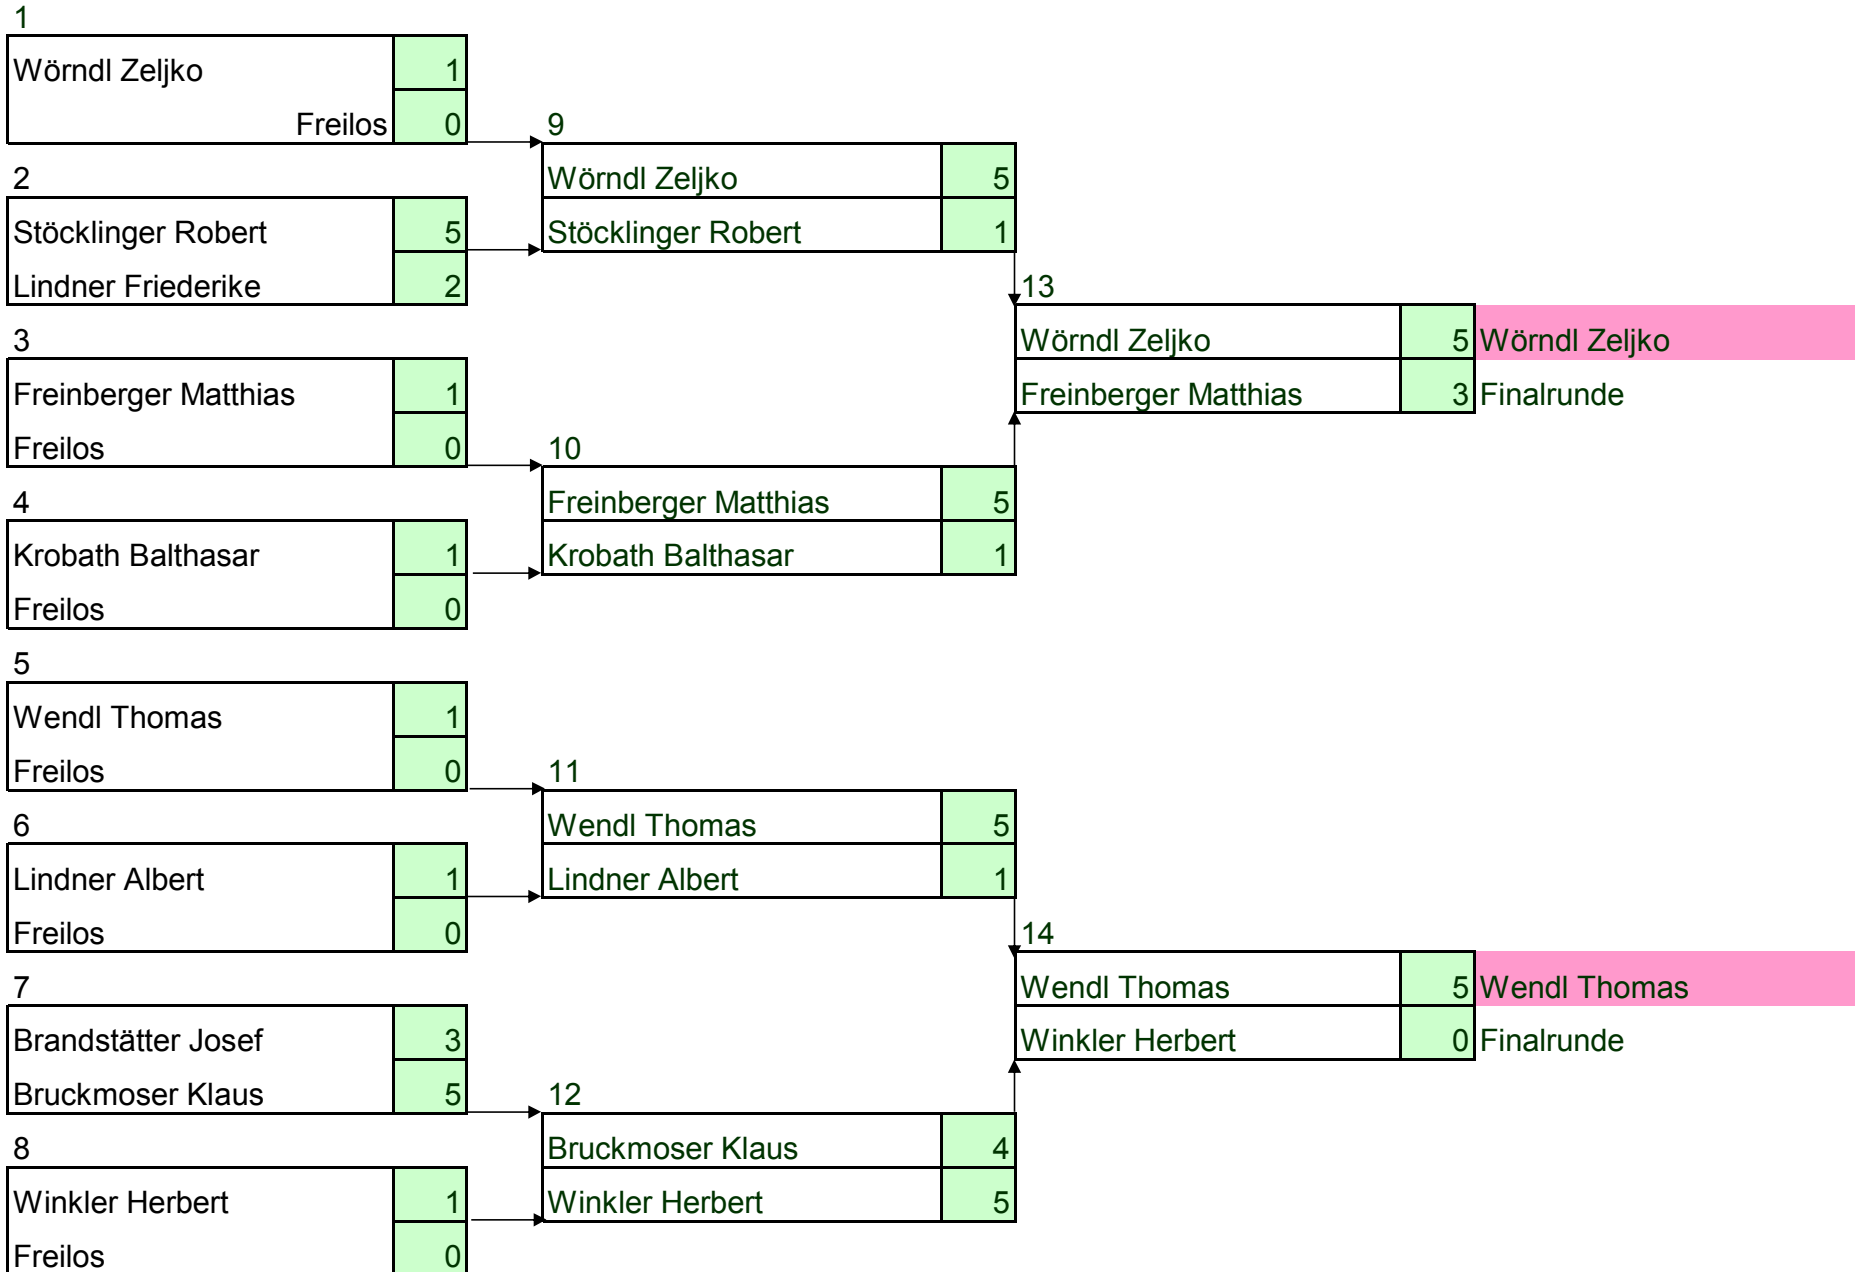 1
Wörndl Zeljko 1
Freilos 0
2
Stöcklinger Robert 5
Lindner Friederike 2
3
Freinberger Matthias 1
Freilos 0
4
Krobath Balthasar 1
Freilos 0
5
Wendl Thomas 1
Freilos 0
6
Lindner Albert 1
Freilos 0
7
Brandstätter Josef 3
Bruckmoser Klaus 5
8
Winkler Herbert 1
Freilos 0
9
Wörndl Zeljko 5
Stöcklinger Robert 1
10
Freinberger Matthias 5
Krobath Balthasar 1
11
Wendl Thomas 5
Lindner Albert 1
12
Bruckmoser Klaus 4
Winkler Herbert 5
13
Wörndl Zeljko 5 Wörndl Zeljko
Freinberger Matthias 3 Finalrunde
14
Wendl Thomas 5 Wendl Thomas
Winkler Herbert 0 Finalrunde